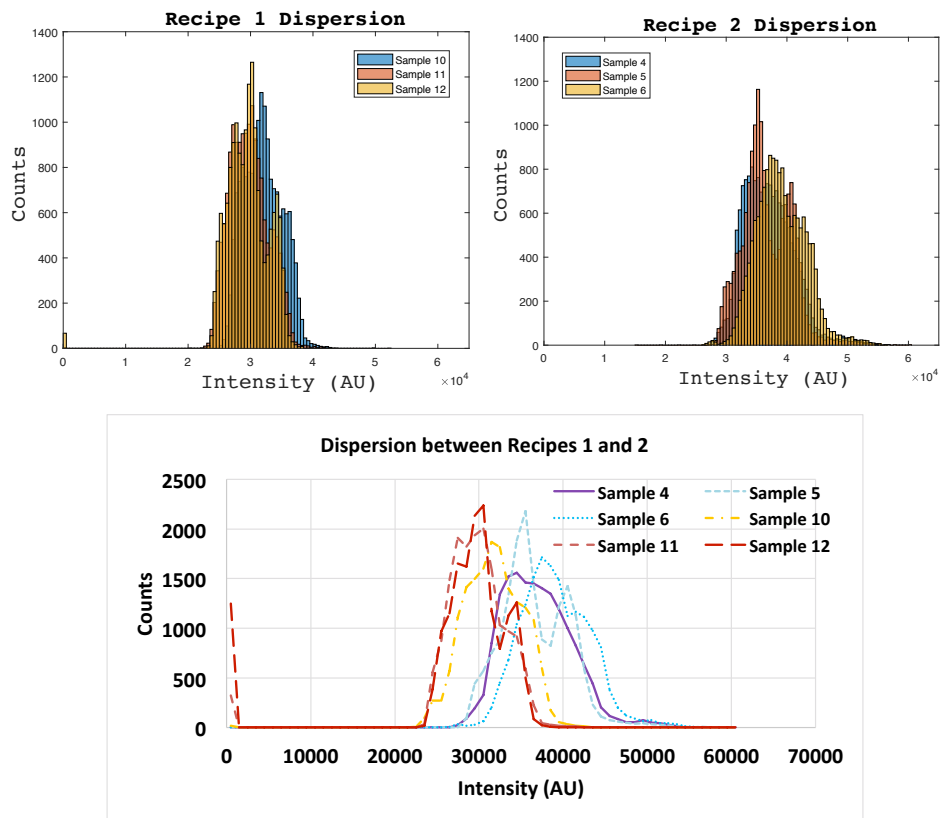 Recipe 1 Dispersion
1400
1200
1000
800
600
400
200
0
Counts
Sample 10
Sample 11
Sample 12
0
1
2
3
4
5
6
×10⁴
Intensity (AU)
Recipe 2 Dispersion
1400
1200
1000
800
600
400
200
0
Counts
Sample 4
Sample 5
Sample 6
0
1
2
3
4
5
6
×10⁴
Intensity (AU)
Dispersion between Recipes 1 and 2
2500
2000
1500
1000
500
0
Counts
Sample 4 Sample 5
Sample 6 Sample 10
Sample 11 Sample 12
0 10000 20000 30000 40000 50000 60000 70000
Intensity (AU)